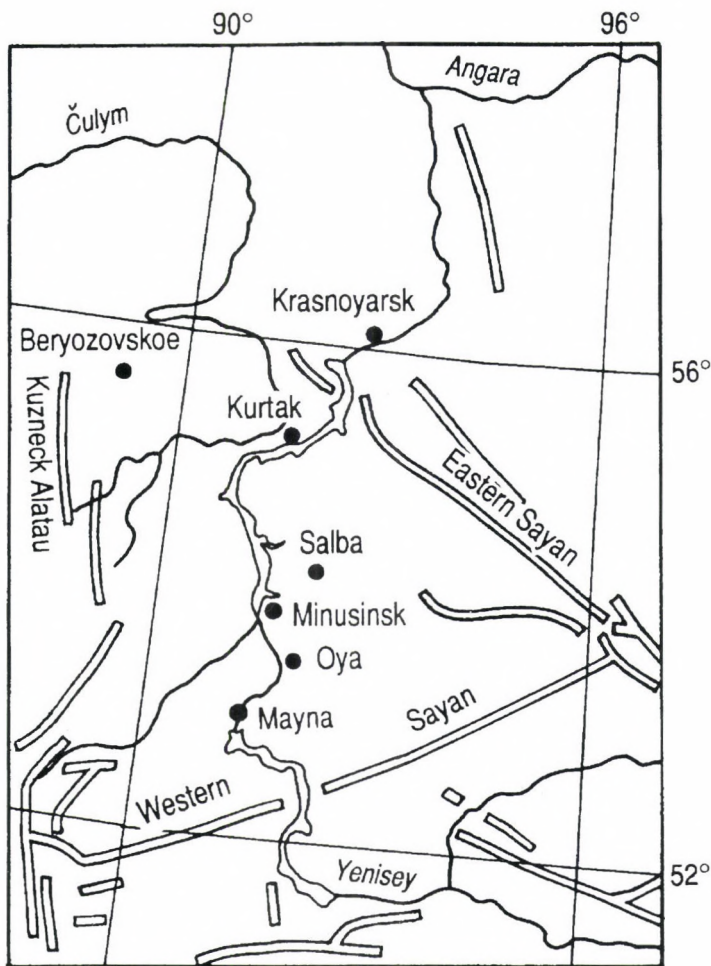 90°
96°
Angara
Čulym
Krasnoyarsk
Beryozovskoe
56°
Kuzneck Alatau
Kurtak
Eastern Sayan
Salba
Minusinsk
Oya
Mayna
Sayan
Western
Yenisey
52°